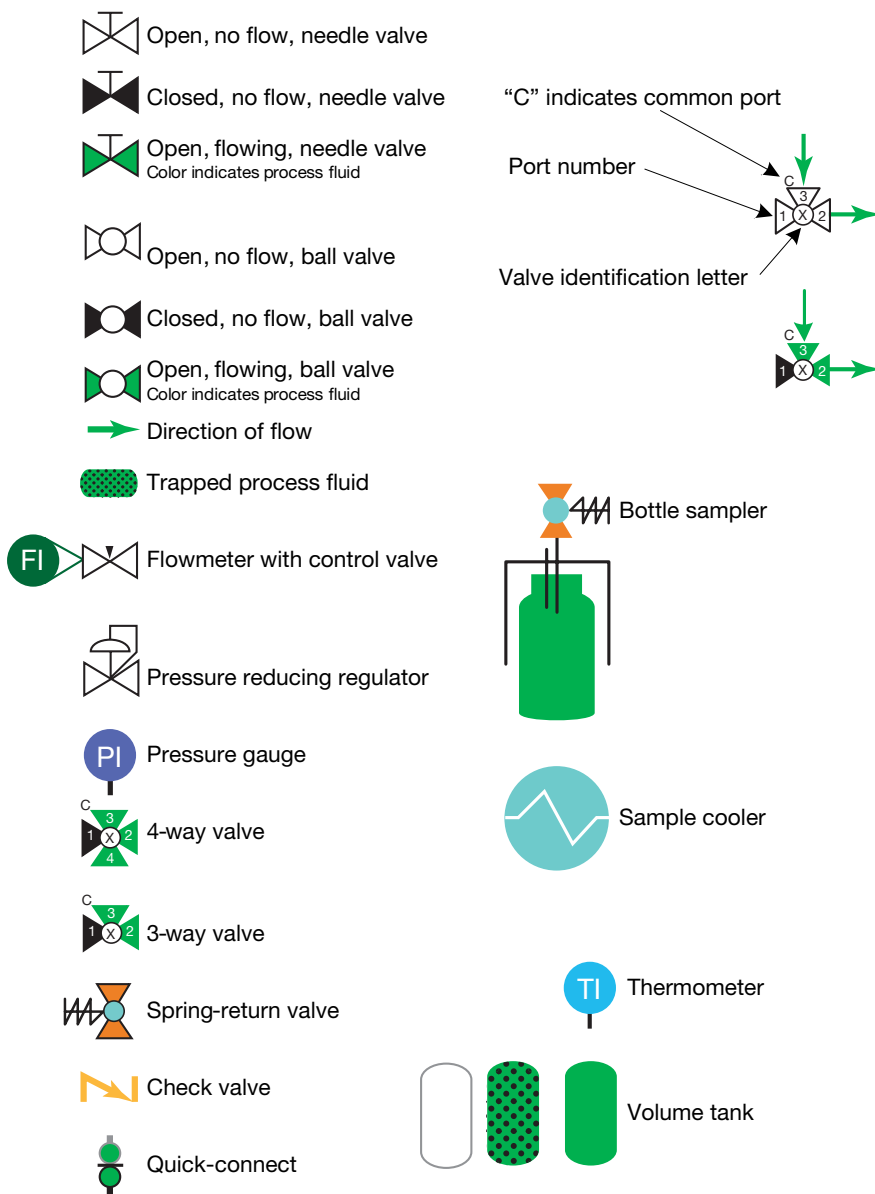 Open, no flow, needle valve
Closed, no flow, needle valve
Open, flowing, needle valve
Color indicates process fluid
Open, no flow, ball valve
Closed, no flow, ball valve
Open, flowing, ball valve
Color indicates process fluid
Direction of flow
Trapped process fluid
FI
Flowmeter with control valve
Pressure reducing regulator
PI
Pressure gauge
C
3
1 X 2
4
4-way valve
C
3
1 X 2
3-way valve
Spring-return valve
Check valve
Quick-connect
“C” indicates common port
Port number
C
3
1 X 2
Valve identification letter
C
3
1 X 2
Bottle sampler
Sample cooler
TI
Thermometer
Volume tank